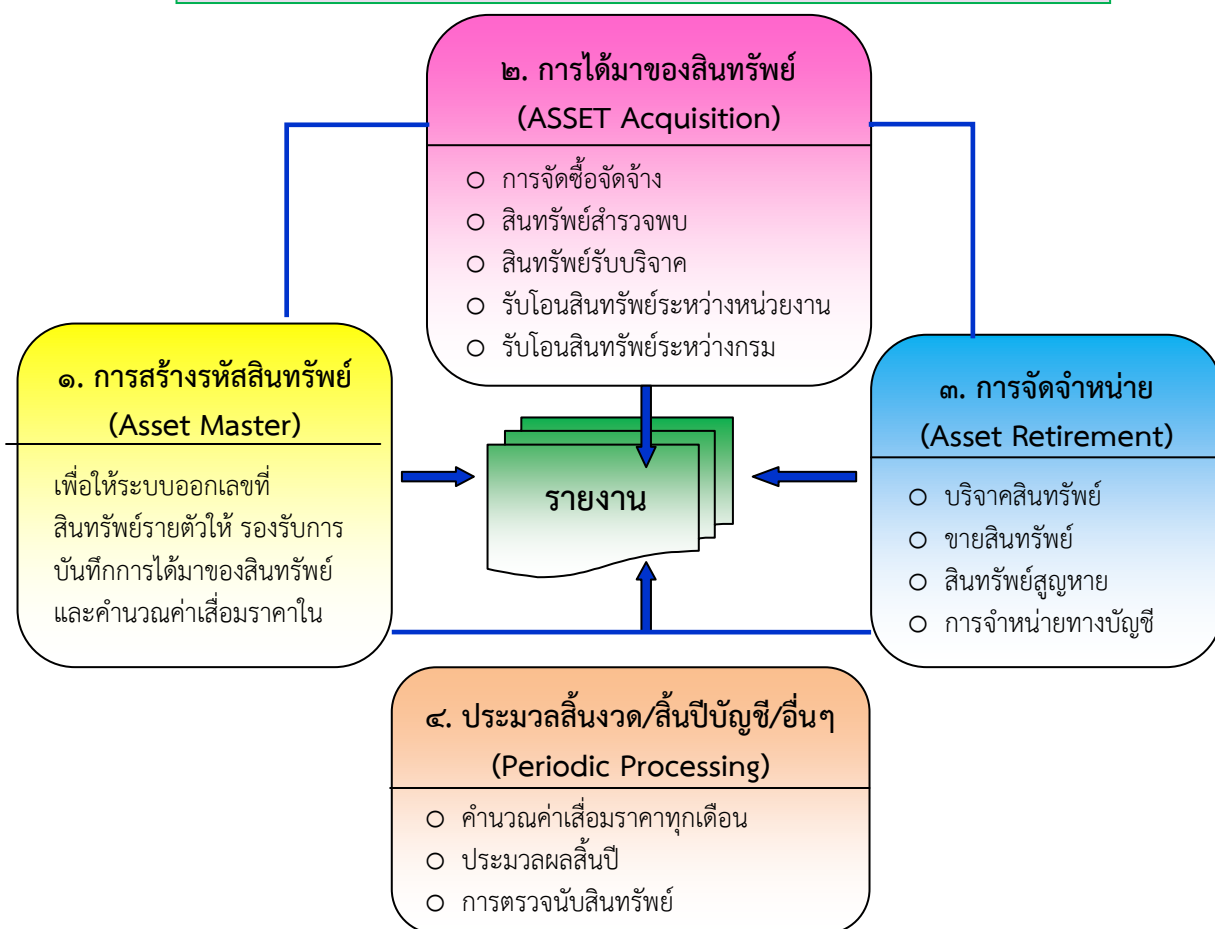 ๒. การได้มาของสินทรัพย์
(ASSET Acquisition)
o การจัดซื้อจัดจ้าง
o สินทรัพย์สำรวจพบ
o สินทรัพย์รับบริจาค
o รับโอนสินทรัพย์ระหว่างหน่วยงาน
o รับโอนสินทรัพย์ระหว่างกรม
๑. การสร้างรหัสสินทรัพย์
(Asset Master)
เพื่อให้ระบบออกเลขที่
สินทรัพย์รายตัวให้ รองรับการ
บันทึกการได้มาของสินทรัพย์
และคำนวณค่าเสื่อมราคาใน
รายงาน
๓. การจัดจำหน่าย
(Asset Retirement)
o บริจาคสินทรัพย์
o ขายสินทรัพย์
o สินทรัพย์สูญหาย
o การจำหน่ายทางบัญชี
๔. ประมวลสิ้นงวด/สิ้นปีบัญชี/อื่นๆ
(Periodic Processing)
o คำนวณค่าเสื่อมราคาทุกเดือน
o ประมวลผลสิ้นปี
o การตรวจนับสินทรัพย์